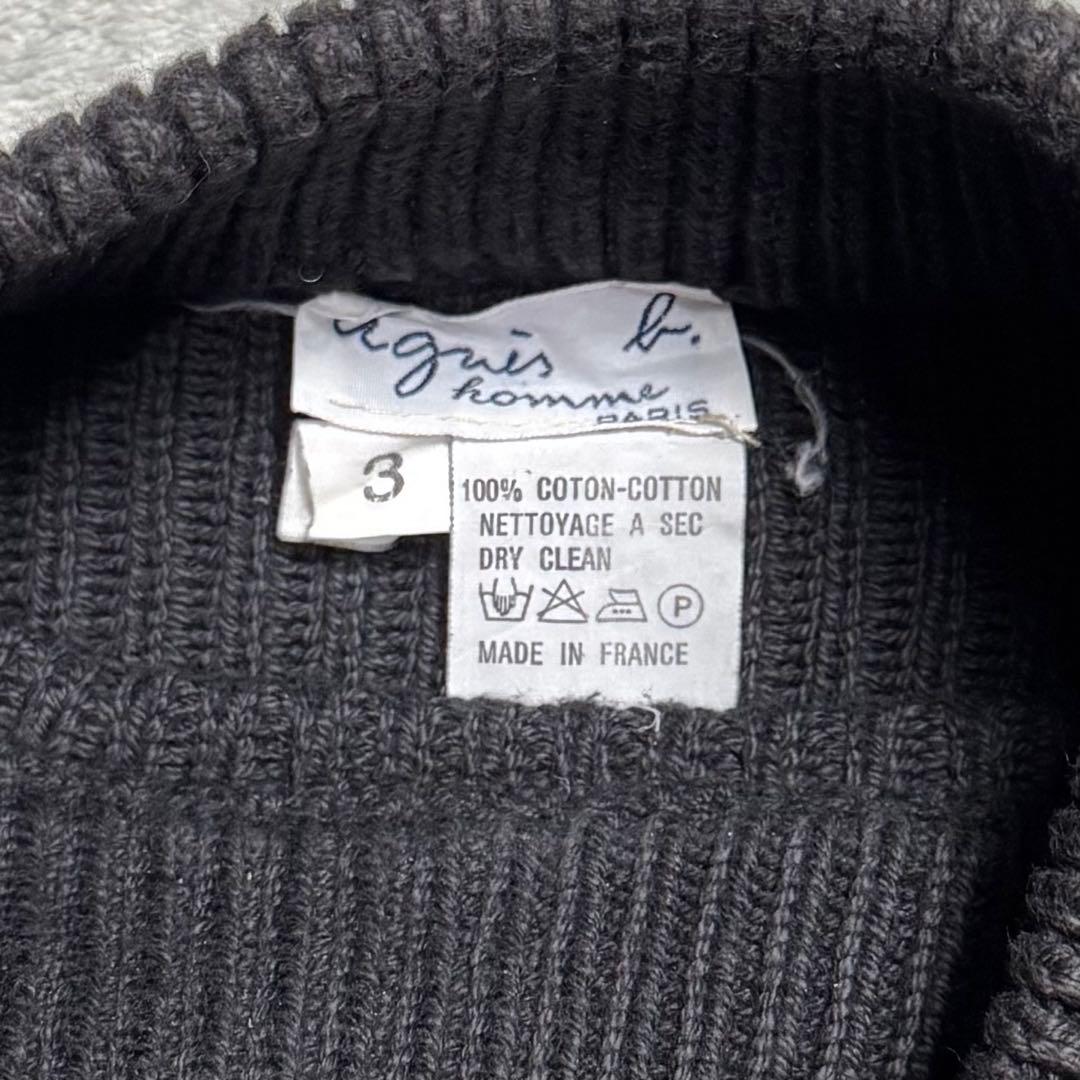 agnès b.
homme
PARIS
3
100% COTON-COTTON
NETTOYAGE A SEC
DRY CLEAN
P
MADE IN FRANCE